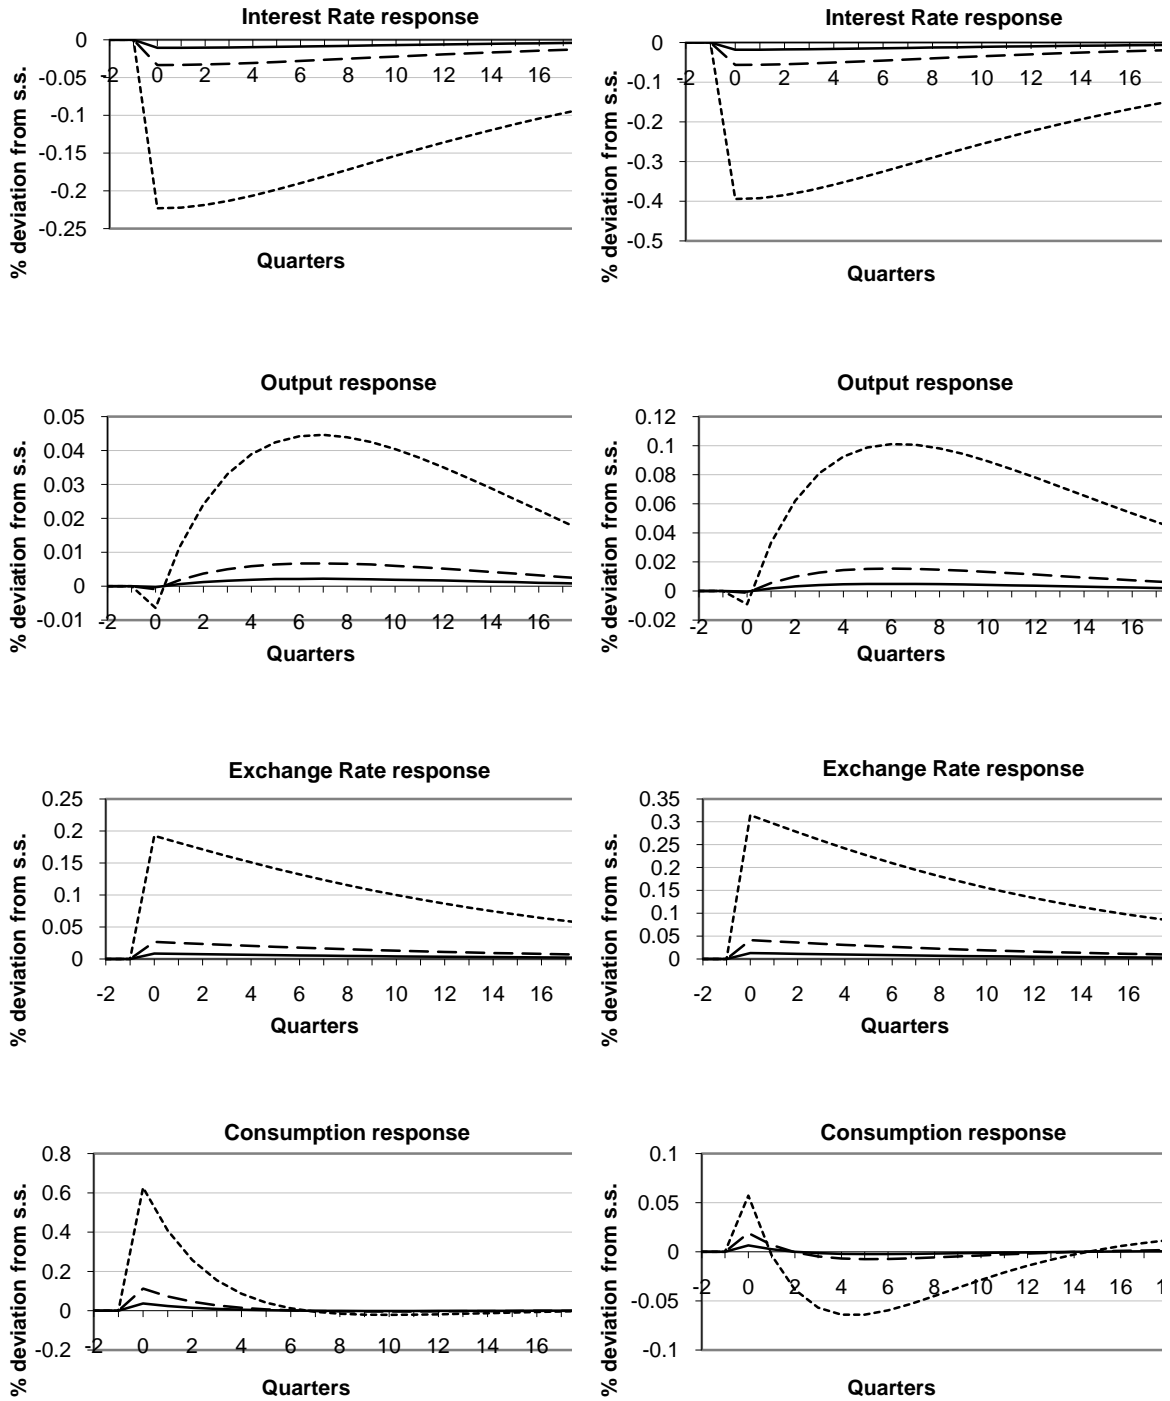 Interest Rate response
0
-0.05
-0.1
-0.15
-0.2
-0.25
-2 0 2 4 6 8 10 12 14 16
% deviation from s.s.
Quarters
Interest Rate response
0
-0.1
-0.2
-0.3
-0.4
-0.5
-2 0 2 4 6 8 10 12 14 16
% deviation from s.s.
Quarters
Output response
0.05
0.04
0.03
0.02
0.01
0
-0.01
-2 0 2 4 6 8 10 12 14 16
% deviation from s.s.
Quarters
Output response
0.12
0.1
0.08
0.06
0.04
0.02
0
-0.02
-2 0 2 4 6 8 10 12 14 16
% deviation from s.s.
Quarters
Exchange Rate response
0.25
0.2
0.15
0.1
0.05
0
-2 0 2 4 6 8 10 12 14 16
% deviation from s.s.
Quarters
Exchange Rate response
0.35
0.3
0.25
0.2
0.15
0.1
0.05
0
-2 0 2 4 6 8 10 12 14 16
% deviation from s.s.
Quarters
Consumption response
0.8
0.6
0.4
0.2
0
-0.2
-2 0 2 4 6 8 10 12 14 16
% deviation from s.s.
Quarters
Consumption response
0.1
0.05
0
-0.05
-0.1
-2 0 2 4 6 8 10 12 14 16
% deviation from s.s.
Quarters